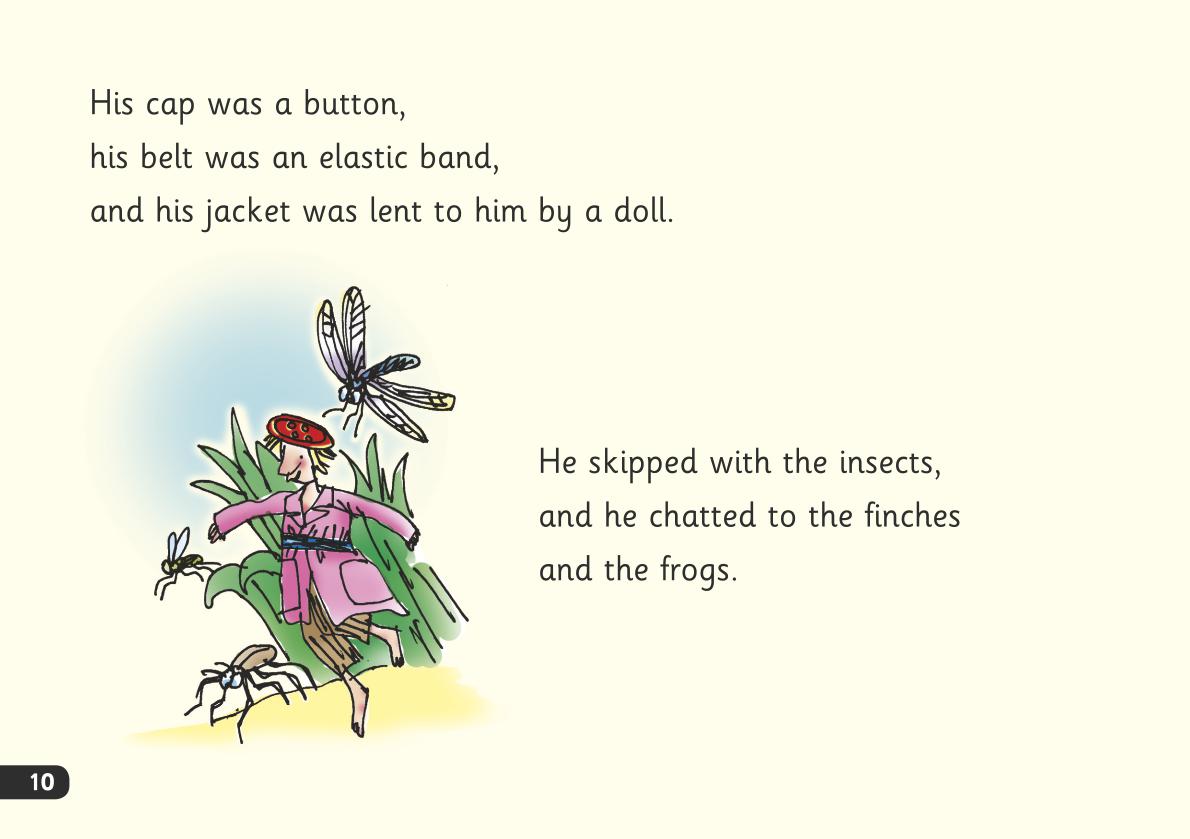 His cap was a button,
his belt was an elastic band,
and his jacket was lent to him by a doll.
He skipped with the insects,
and he chatted to the finches
and the frogs.
10